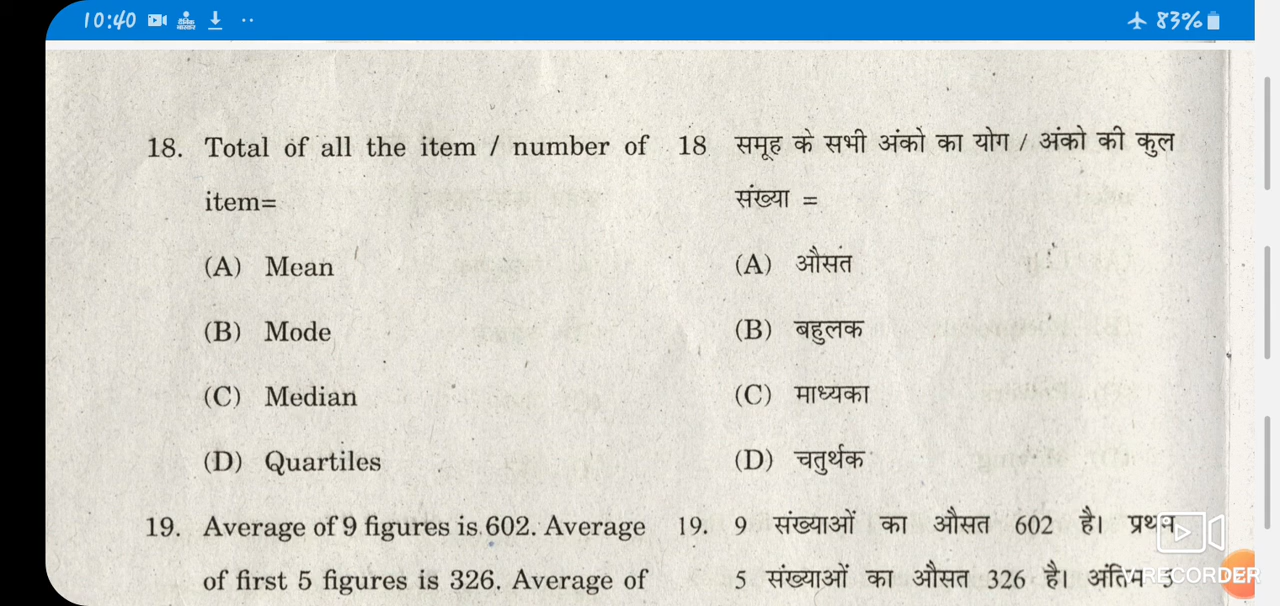 10:40
दैनिक
भास्कर
83%
18. Total of all the item / number of
item=
(A) Mean
(B) Mode
(C) Median
(D) Quartiles
19. Average of 9 figures is 602. Average
of first 5 figures is 326. Average of
18 समूह के सभी अंको का योग / अंको की कुल
संख्या =
(A) औसत
(B) बहुलक
(C) माध्यका
(D) चतुर्थक
19. 9 संख्याओं का औसत 602 है। प्रथम
5 संख्याओं का औसत 326 है। अंतिम 5
V RECORDER